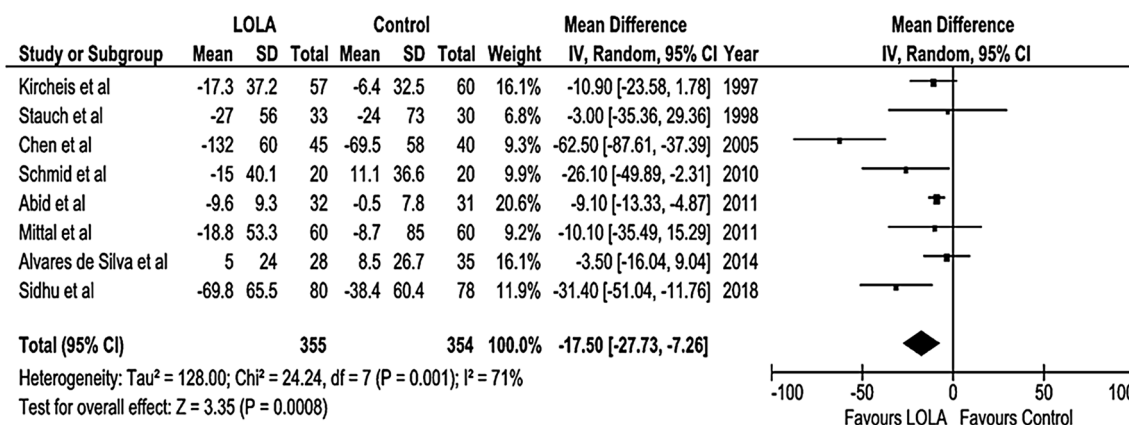 LOLA Control Mean Difference Mean Difference
Study or Subgroup Mean SD Total Mean SD Total Weight IV, Random, 95% CI Year IV, Random, 95% CI
Kircheis et al -17.3 37.2 57 -6.4 32.5 60 16.1% -10.90 [-23.58, 1.78] 1997
Stauch et al -27 56 33 -24 73 30 6.8% -3.00 [-35.36, 29.36] 1998
Chen et al -132 60 45 -69.5 58 40 9.3% -62.50 [-87.61, -37.39] 2005
Schmid et al -15 40.1 20 11.1 36.6 20 9.9% -26.10 [-49.89, -2.31] 2010
Abid et al -9.6 9.3 32 -0.5 7.8 31 20.6% -9.10 [-13.33, -4.87] 2011
Mittal et al -18.8 53.3 60 -8.7 85 60 9.2% -10.10 [-35.49, 15.29] 2011
Alvares de Silva et al 5 24 28 8.5 26.7 35 16.1% -3.50 [-16.04, 9.04] 2014
Sidhu et al -69.8 65.5 80 -38.4 60.4 78 11.9% -31.40 [-51.04, -11.76] 2018
Total (95% CI) 355 354 100.0% -17.50 [-27.73, -7.26]
Heterogeneity: Tau² = 128.00; Chi² = 24.24, df = 7 (P = 0.001); I² = 71%
Test for overall effect: Z = 3.35 (P = 0.0008)
-100 -50 0 50 100
Favours LOLA Favours Control